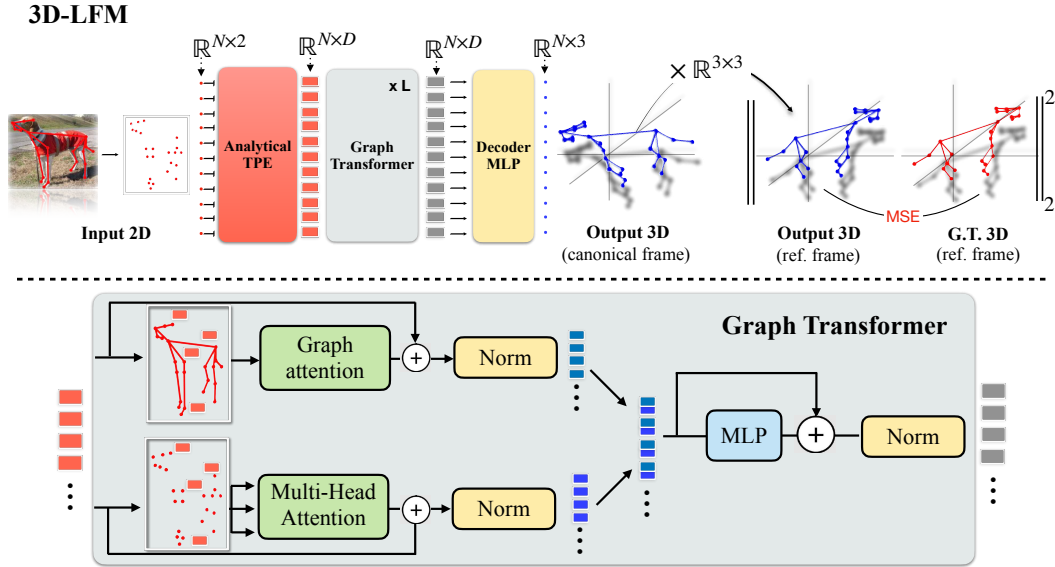 3D-LFM
ℝ^{N×2}
ℝ^{N×D}
ℝ^{N×D}
ℝ^{N×3}
× ℝ^{3×3}
x L
Analytical
TPE
Graph
Transformer
Decoder
MLP
2
2
MSE
Input 2D
Output 3D
(canonical frame)
Output 3D
(ref. frame)
G.T. 3D
(ref. frame)
Graph Transformer
Graph
attention
+
Norm
MLP
+
Norm
Multi-Head
Attention
+
Norm